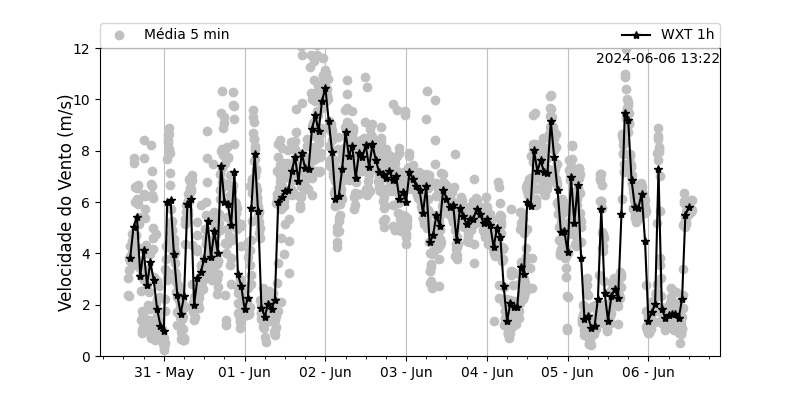 Média 5 min
WXT 1h
2024-06-06 13:22
Velocidade do Vento (m/s)
12
10
8
6
4
2
0
31 - May
01 - Jun
02 - Jun
03 - Jun
04 - Jun
05 - Jun
06 - Jun